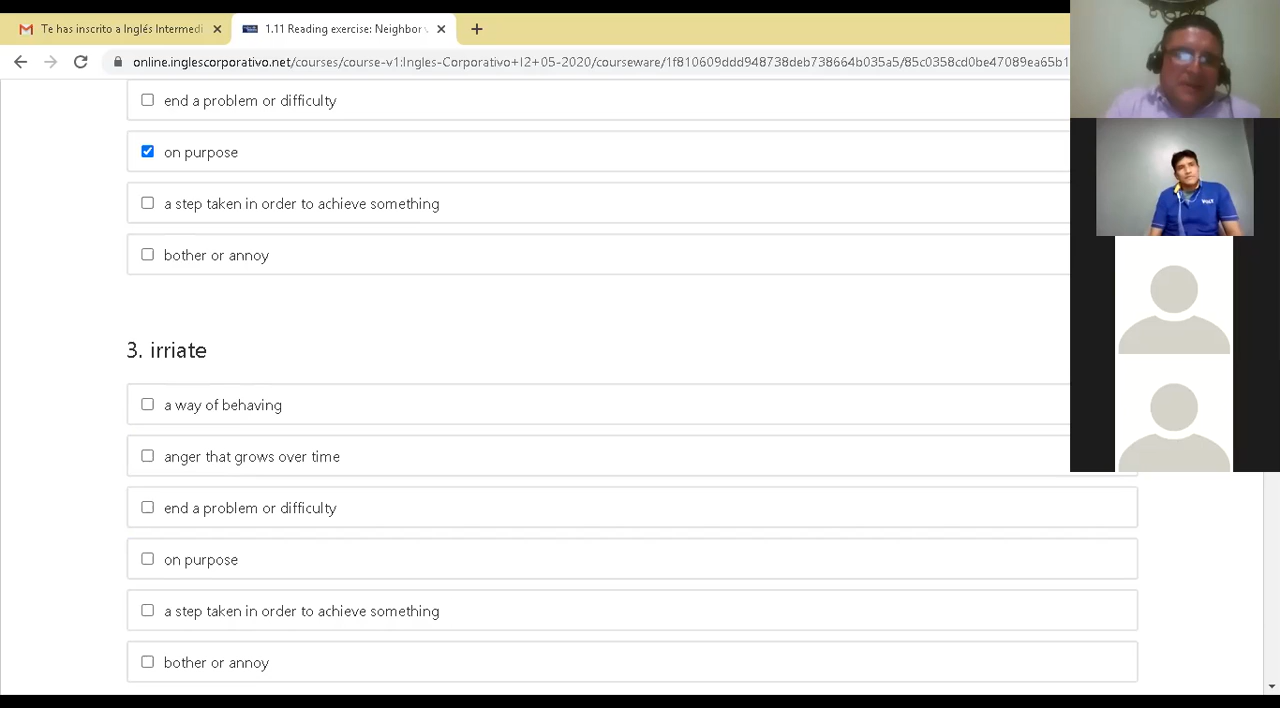 Te has inscrito a Inglés Intermedi
1.11 Reading exercise: Neighbor
online.inglescorporativo.net/courses/course-v1:Ingles-Corporativo+I2+05-2020/courseware/1f810609ddd948738deb738664b035a5/85c0358cd0be47089ea65b1
end a problem or difficulty
on purpose
a step taken in order to achieve something
bother or annoy
3. irriate
a way of behaving
anger that grows over time
end a problem or difficulty
on purpose
a step taken in order to achieve something
bother or annoy